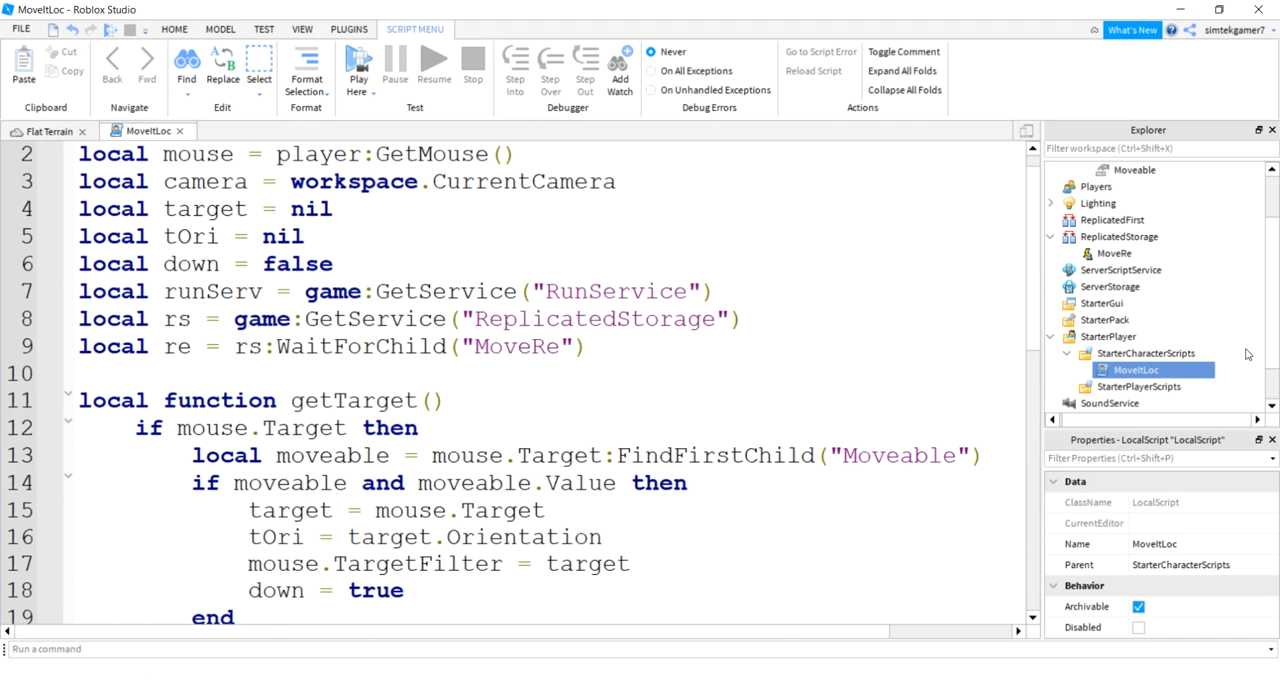 MoveItLoc - Roblox Studio
FILE HOME MODEL TEST VIEW PLUGINS SCRIPT MENU What's New simtekgamer7
Paste Cut Copy Back Fwd Find Replace Select Format Selection Play Here Pause Resume Stop Step Into Step Over Step Out Add Watch Never On All Exceptions On Unhandled Exceptions Go to Script Error Reload Script Toggle Comment Expand All Folds Collapse All Folds
Clipboard Navigate Edit Format Test Debugger Debug Errors Actions
Flat Terrain MoveItLoc
2 local mouse = player:GetMouse()
3 local camera = workspace.CurrentCamera
4 local target = nil
5 local tOri = nil
6 local down = false
7 local runServ = game:GetService("RunService")
8 local rs = game:GetService("ReplicatedStorage")
9 local re = rs:WaitForChild("MoveRe")
10
11 local function getTarget()
12 if mouse.Target then
13 local moveable = mouse.Target:FindFirstChild("Moveable")
14 if moveable and moveable.Value then
15 target = mouse.Target
16 tOri = target.Orientation
17 mouse.TargetFilter = target
18 down = true
19 end
Explorer
Filter workspace (Ctrl+Shift+X)
Moveable
Players
Lighting
ReplicatedFirst
ReplicatedStorage
MoveRe
ServerScriptService
ServerStorage
StarterGui
StarterPack
StarterPlayer
StarterCharacterScripts
MoveItLoc
StarterPlayerScripts
SoundService
Properties - LocalScript "LocalScript"
Filter Properties (Ctrl+Shift+P)
Data
ClassName LocalScript
CurrentEditor
Name MoveItLoc
Parent StarterCharacterScripts
Behavior
Archivable
Disabled
Run a command